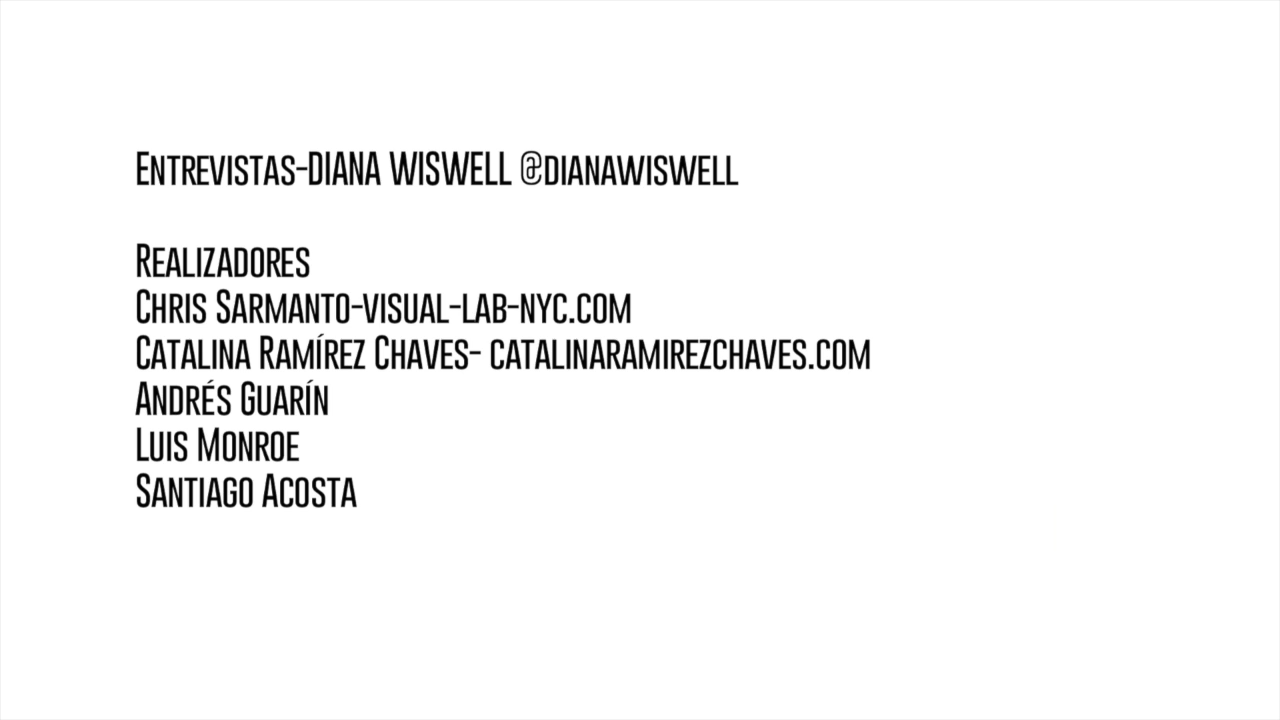 Entrevistas-DIANA WISWELL @dianawiswell
Realizadores
Chris Sarmanto-visual-lab-nyc.com
Catalina Ramírez Chaves- catalinaramirezchaves.com
Andrés Guarín
Luis Monroe
Santiago Acosta